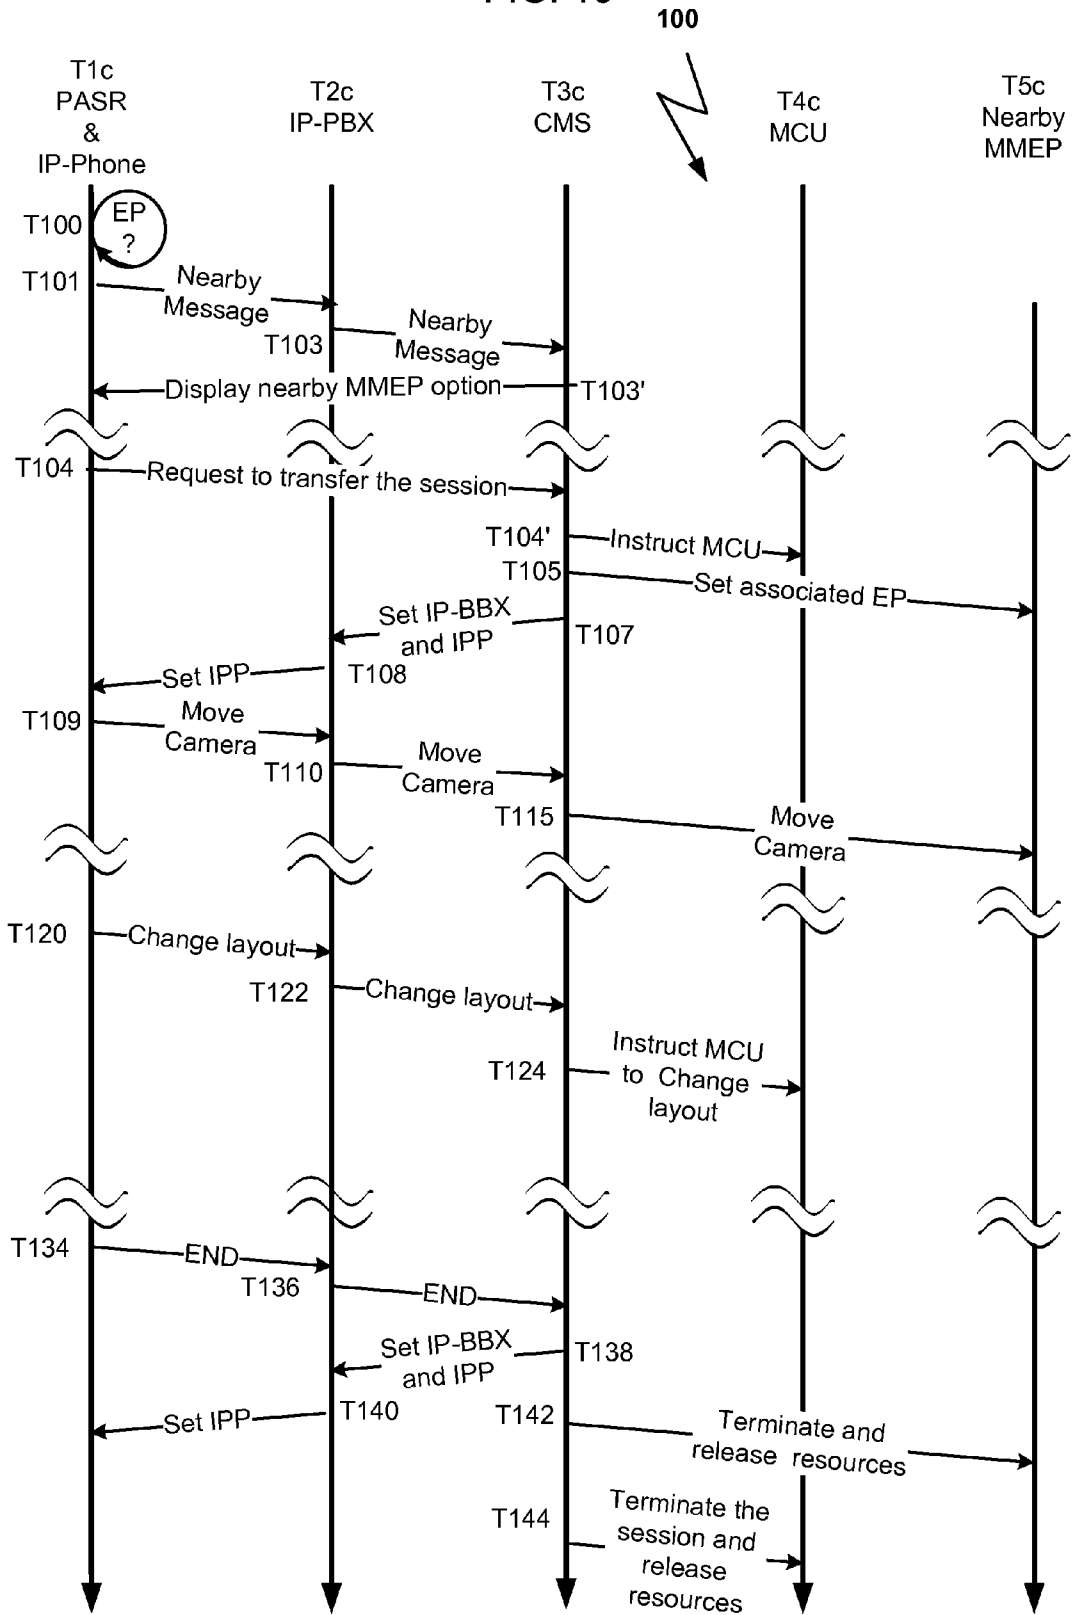 100
T1c
PASR
&
IP-Phone
T2c
IP-PBX
T3c
CMS
T4c
MCU
T5c
Nearby
MMEP
T100
EP
?
T101
Nearby
Message
T103
Nearby
Message
Display nearby MMEP option
T103'
T104
Request to transfer the session
T104'
Instruct MCU
T105
Set associated EP
Set IP-BBX
and IPP
T107
Set IPP
T108
T109
Move
Camera
T110
Move
Camera
T115
Move
Camera
T120
Change layout
T122
Change layout
T124
Instruct MCU
to Change
layout
T134
END
T136
END
Set IP-BBX
and IPP
T138
Set IPP
T140
T142
Terminate and
release resources
T144
Terminate the
session and
release
resources